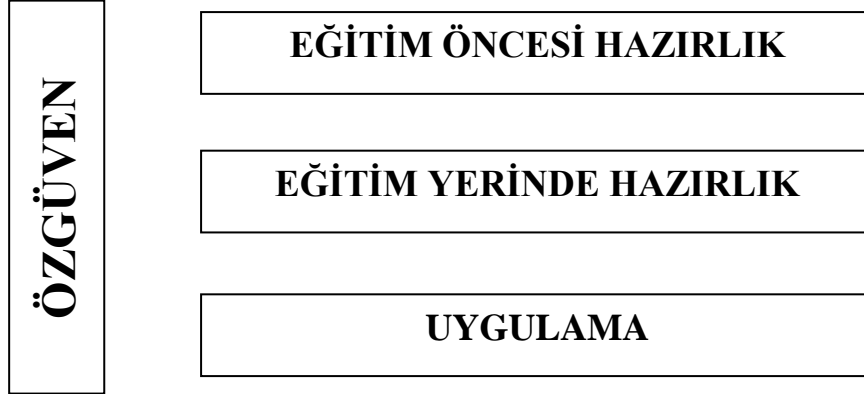 ÖZGÜVEN
EĞİTİM ÖNCESİ HAZIRLIK
EĞİTİM YERİNDE HAZIRLIK
UYGULAMA